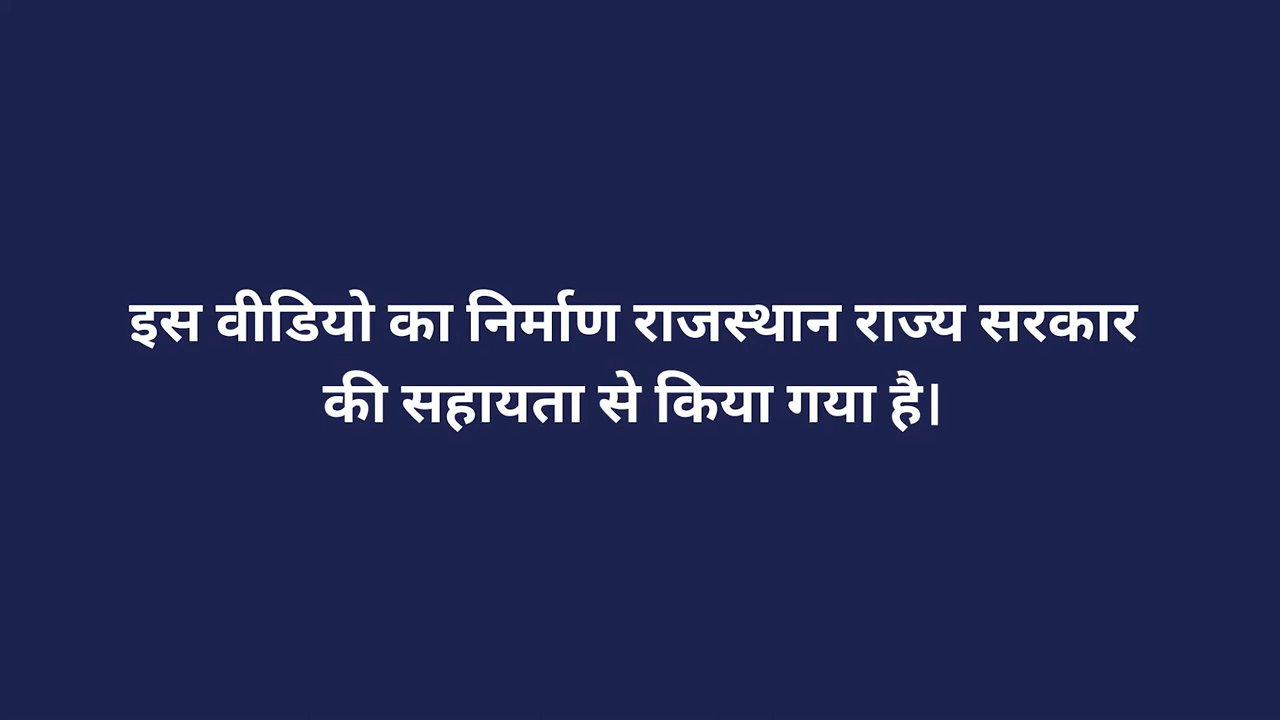 इस वीडियो का निर्माण राजस्थान राज्य सरकार
की सहायता से किया गया है।